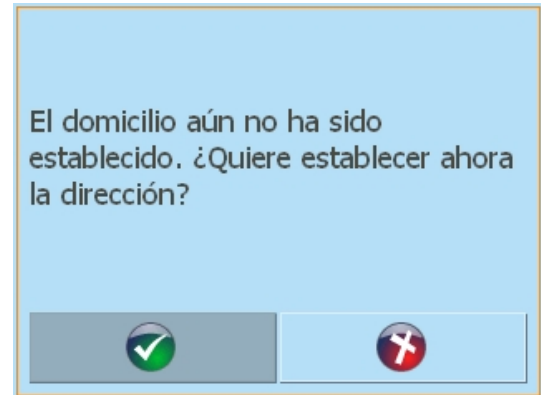 El domicilio aún no ha sido
establecido. ¿Quiere establecer ahora
la dirección?